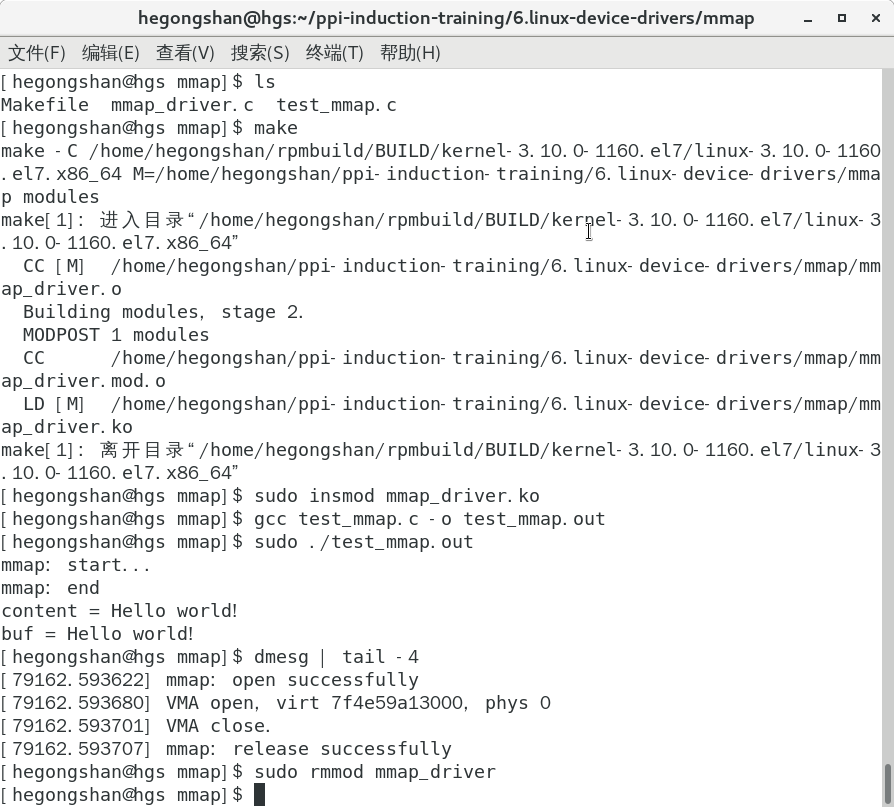 hegongshan@hgs:~/ppi-induction-training/6.linux-device-drivers/mmap
文件(F) 编辑(E) 查看(V) 搜索(S) 终端(T) 帮助(H)
[hegongshan@hgs mmap]$ ls
Makefile  mmap_driver.c  test_mmap.c
[hegongshan@hgs mmap]$ make
make -C /home/hegongshan/rpmbuild/BUILD/kernel-3.10.0-1160.el7/linux-3.10.0-1160
.el7.x86_64 M=/home/hegongshan/ppi-induction-training/6.linux-device-drivers/mma
p modules
make[1]: 进入目录“/home/hegongshan/rpmbuild/BUILD/kernel-3.10.0-1160.el7/linux-3
.10.0-1160.el7.x86_64”
  CC [M]  /home/hegongshan/ppi-induction-training/6.linux-device-drivers/mmap/mm
ap_driver.o
  Building modules, stage 2.
  MODPOST 1 modules
  CC      /home/hegongshan/ppi-induction-training/6.linux-device-drivers/mmap/mm
ap_driver.mod.o
  LD [M]  /home/hegongshan/ppi-induction-training/6.linux-device-drivers/mmap/mm
ap_driver.ko
make[1]: 离开目录“/home/hegongshan/rpmbuild/BUILD/kernel-3.10.0-1160.el7/linux-3
.10.0-1160.el7.x86_64”
[hegongshan@hgs mmap]$ sudo insmod mmap_driver.ko
[hegongshan@hgs mmap]$ gcc test_mmap.c -o test_mmap.out
[hegongshan@hgs mmap]$ sudo ./test_mmap.out
mmap: start...
mmap: end
content = Hello world!
buf = Hello world!
[hegongshan@hgs mmap]$ dmesg | tail -4
[79162.593622] mmap: open successfully
[79162.593680] VMA open, virt 7f4e59a13000, phys 0
[79162.593701] VMA close.
[79162.593707] mmap: release successfully
[hegongshan@hgs mmap]$ sudo rmmod mmap_driver
[hegongshan@hgs mmap]$